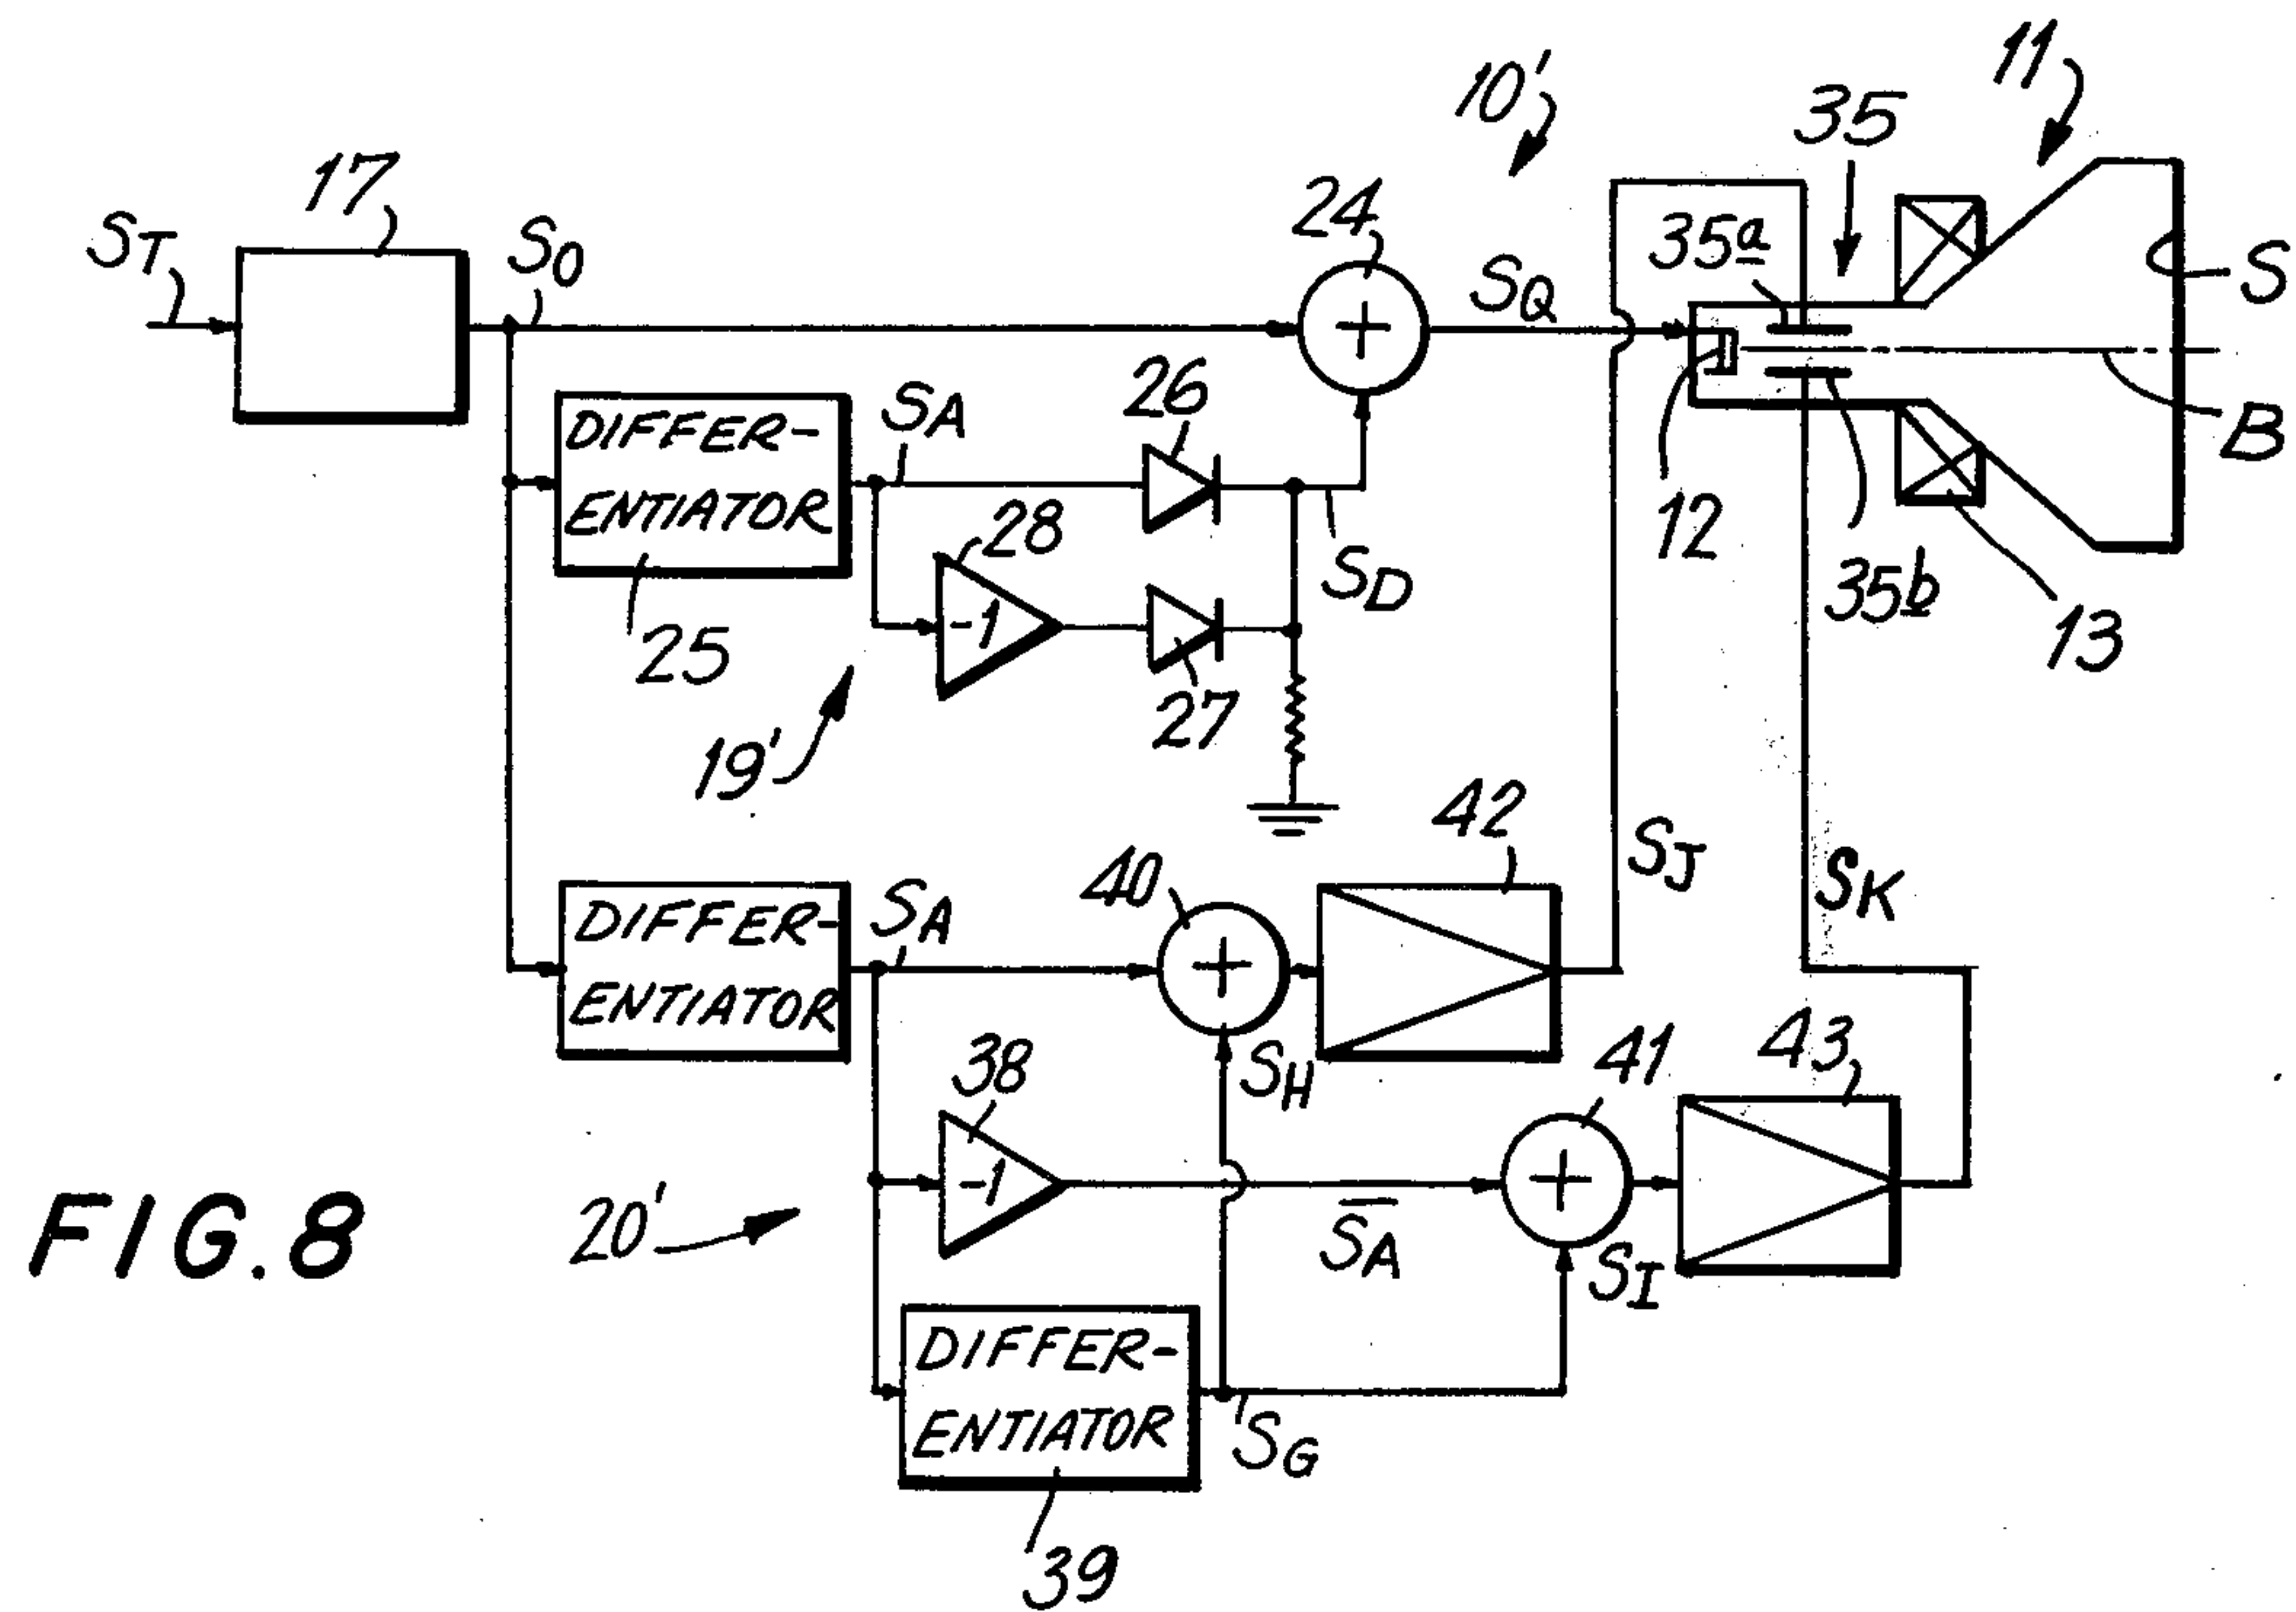 10'
11
35
17
ST
SO
24
SQ
35a
S
B
12
35b
13
DIFFER-
ENTIATOR
25
SA
26
28
-1
27
SD
19'
42
SJ
SK
DIFFER-
ENTIATOR
SA
40
+
+
SH
38
-1
41
43
+
20'
SA
SI
DIFFER-
ENTIATOR
SG
39
FIG. 8